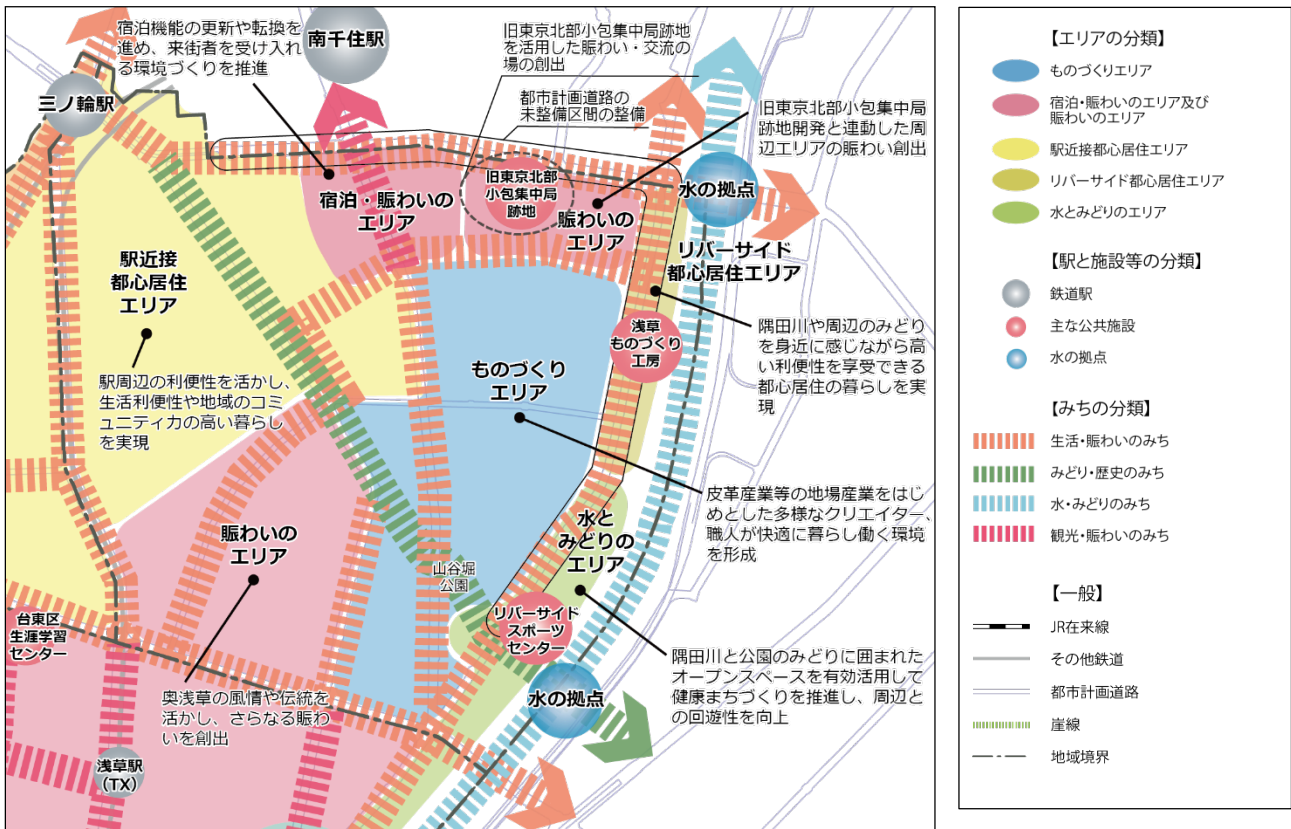 宿泊機能の更新や転換を
進め、来街者を受け入れ
る環境づくりを推進
南千住駅
旧東京北部小包集中局跡地
を活用した賑わい・交流の
場の創出
都市計画道路の
未整備区間の整備
旧東京北部小包集中局
跡地開発と連動した周
辺エリアの賑わい創出
三ノ輪駅
宿泊・賑わいの
エリア
旧東京北部
小包集中局
跡地
賑わいの
エリア
水の拠点
リバーサイド
都心居住エリア
駅近接
都心居住
エリア
駅周辺の利便性を活かし、
生活利便性や地域のコミ
ュニティ力の高い暮らし
を実現
ものづくり
エリア
浅草
ものづくり
工房
隅田川や周辺のみどり
を身近に感じながら高
い利便性を享受できる
都心居住の暮らしを実
現
皮革産業等の地場産業をはじ
めとした多様なクリエイター、
職人が快適に暮らし働く環境
を形成
賑わいの
エリア
水と
みどりの
エリア
山谷堀
公園
台東区
生涯学習
センター
リバーサイド
スポーツ
センター
奥浅草の風情や伝統を
活かし、さらなる賑わ
いを創出
水の拠点
隅田川と公園のみどりに囲まれた
オープンスペースを有効活用して
健康まちづくりを推進し、周辺と
の回遊性を向上
浅草駅
(TX)
【エリアの分類】
ものづくりエリア
宿泊・賑わいのエリア及び
賑わいのエリア
駅近接都心居住エリア
リバーサイド都心居住エリア
水とみどりのエリア
【駅と施設等の分類】
鉄道駅
主な公共施設
水の拠点
【みちの分類】
生活・賑わいのみち
みどり・歴史のみち
水・みどりのみち
観光・賑わいのみち
【一般】
JR在来線
その他鉄道
都市計画道路
崖線
地域境界